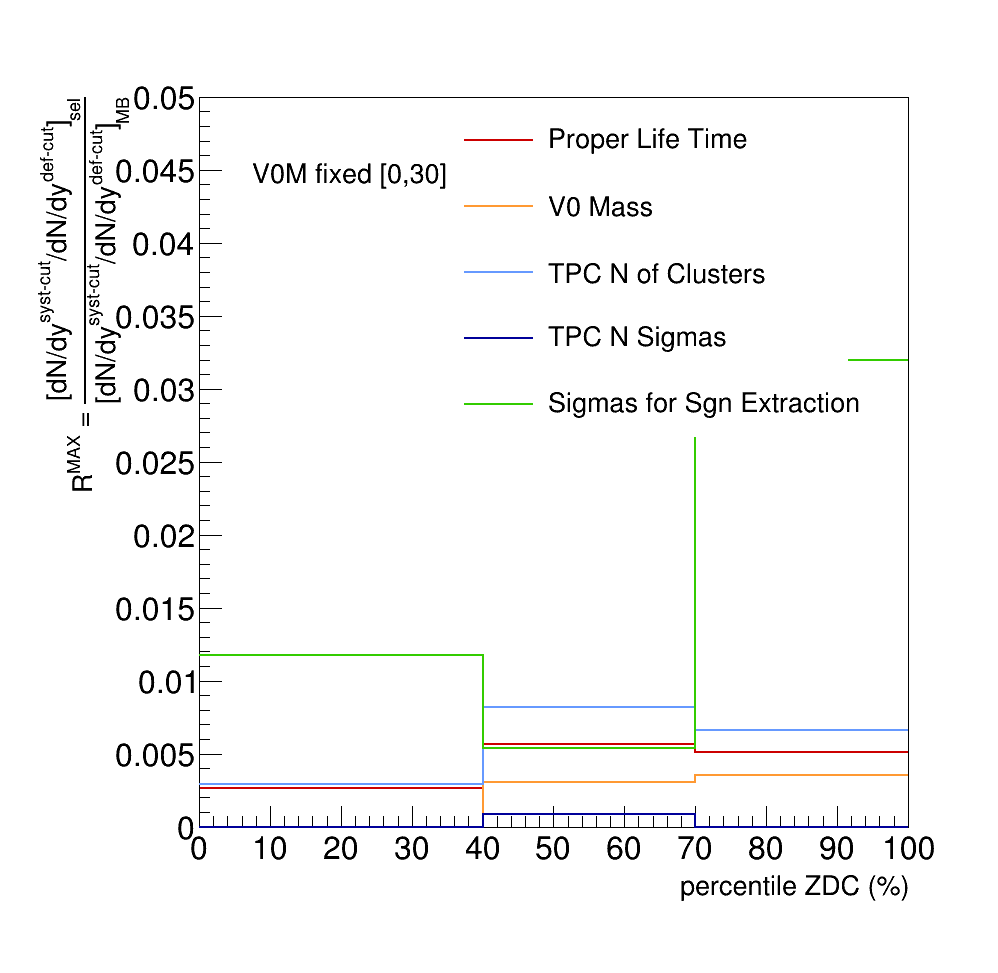 R^MAX = [dN/dy^syst-cut/dN/dy^def-cut]_sel
[dN/dy^syst-cut/dN/dy^def-cut]_MB
0.05
0.045
0.04
0.035
0.03
0.025
0.02
0.015
0.01
0.005
0
V0M fixed [0,30]
Proper Life Time
V0 Mass
TPC N of Clusters
TPC N Sigmas
Sigmas for Sgn Extraction
0 10 20 30 40 50 60 70 80 90 100
percentile ZDC (%)